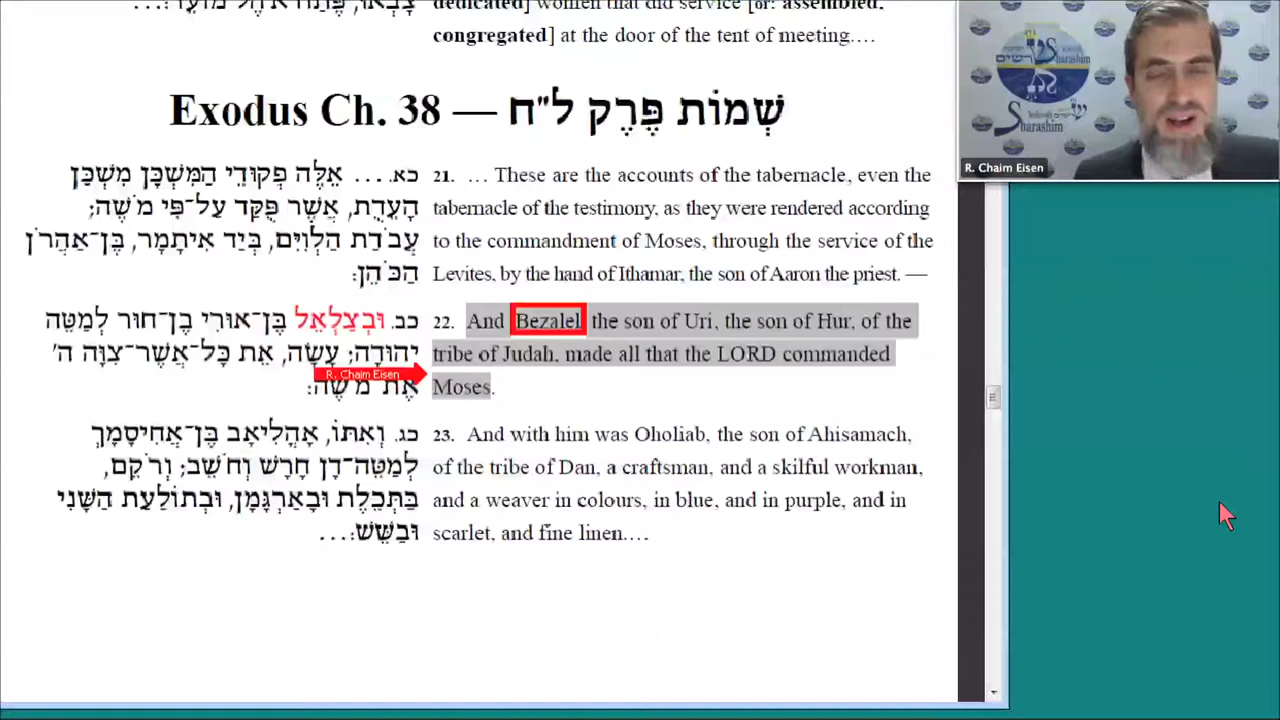 צָבְאוּ, פֶּתַח אֹהֶל מוֹעֵד:...
dedicated] women that did service [or: assembled,
congregated] at the door of the tent of meeting….
Exodus Ch. 38 — שְׁמוֹת פֶּרֶק ל"ח
כא. … אֵלֶּה פְקוּדֵי הַמִּשְׁכָּן מִשְׁכַּן
הָעֵדֻת, אֲשֶׁר פֻּקַּד עַל־פִּי מֹשֶׁה;
עֲבֹדַת הַלְוִיִּם, בְּיַד אִיתָמָר, בֶּן־אַהֲרֹן
הַכֹּהֵן:
21. … These are the accounts of the tabernacle, even the
tabernacle of the testimony, as they were rendered according
to the commandment of Moses, through the service of the
Levites, by the hand of Ithamar, the son of Aaron the priest. —
כב. וּבְצַלְאֵל בֶּן־אוּרִי בֶן־חוּר לְמַטֵּה
יְהוּדָה; עָשָׂה, אֵת כָּל־אֲשֶׁר־צִוָּה ה'
אֶת מֹשֶׁה:
R. Chaim Eisen
22. And Bezalel the son of Uri, the son of Hur, of the
tribe of Judah, made all that the LORD commanded
Moses.
כג. וְאִתּוֹ, אָהֳלִיאָב בֶּן־אֲחִיסָמָךְ
לְמַטֵּה־דָן חָרָשׁ וְחֹשֵׁב; וְרֹקֵם,
בַּתְּכֵלֶת וּבָאַרְגָּמָן, וּבְתוֹלַעַת הַשָּׁנִי
וּבַשֵּׁשׁ:…
23. And with him was Oholiab, the son of Ahisamach,
of the tribe of Dan, a craftsman, and a skilful workman,
and a weaver in colours, in blue, and in purple, and in
scarlet, and fine linen….
שרשים
Sharashim
Sharashim
R. Chaim Eisen